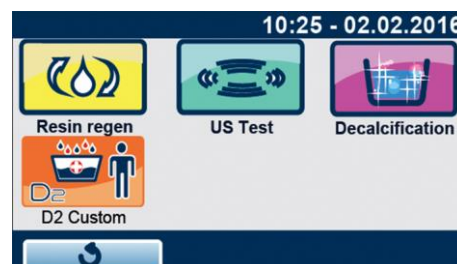 10:25 - 02.02.2016
Resin regen
US Test
Decalcification
D2
D2 Custom